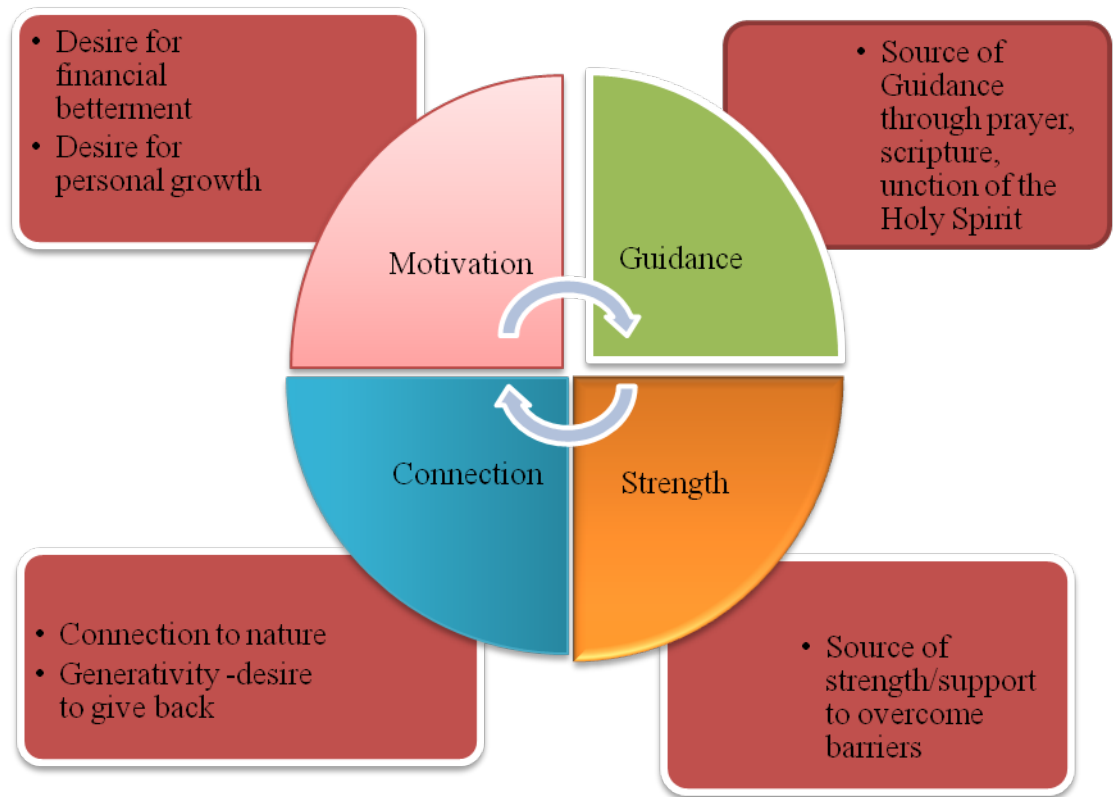 • Desire for
financial
betterment
• Desire for
personal growth
• Source of
Guidance
through prayer,
scripture,
unction of the
Holy Spirit
Motivation
Guidance
Connection
Strength
• Connection to nature
• Generativity -desire
to give back
• Source of
strength/support
to overcome
barriers